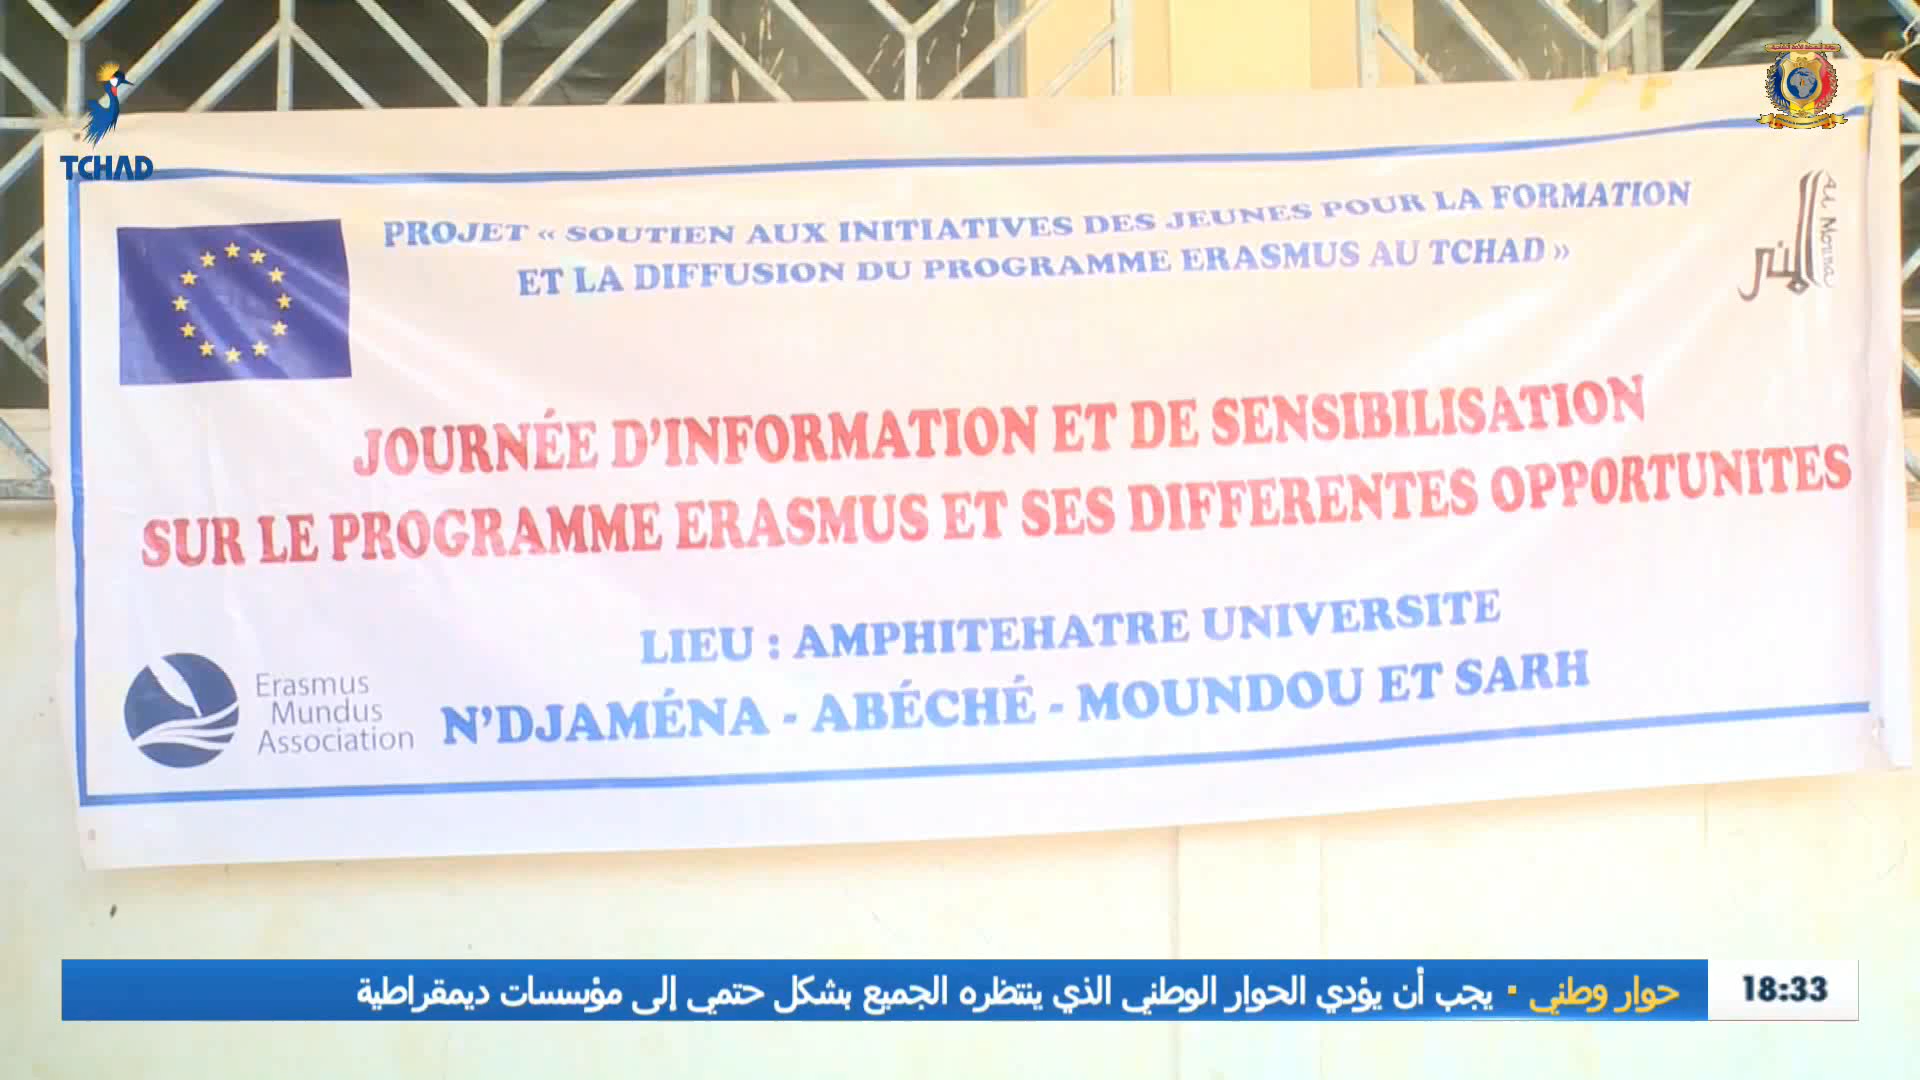 TCHAD
PROJET « SOUTIEN AUX INITIATIVES DES JEUNES POUR LA FORMATION
ET LA DIFFUSION DU PROGRAMME ERASMUS AU TCHAD »
Al Mouna
المنى
JOURNÉE D'INFORMATION ET DE SENSIBILISATION
SUR LE PROGRAMME ERASMUS ET SES DIFFERENTES OPPORTUNITES
LIEU : AMPHITEHATRE UNIVERSITE
N'DJAMÉNA - ABÉCHÉ - MOUNDOU ET SARH
Erasmus
Mundus
Association
حوار وطني · يجب أن يؤدي الحوار الوطني الذي ينتظره الجميع بشكل حتمي إلى مؤسسات ديمقراطية
18:33